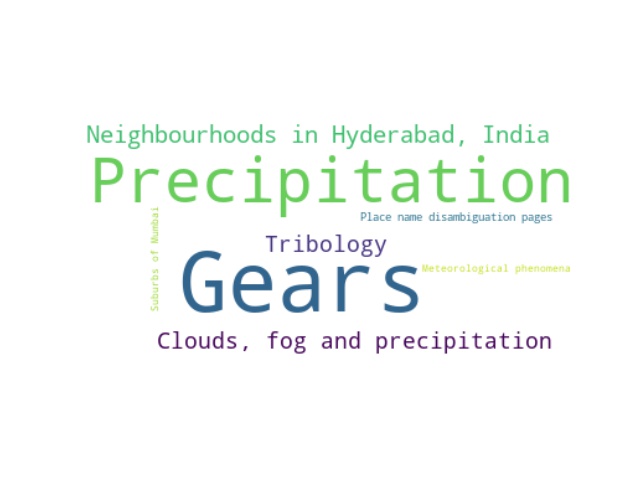 Neighbourhoods in Hyderabad, India
Precipitation
Place name disambiguation pages
Suburbs of Mumbai
Tribology
Gears
Meteorological phenomena
Clouds, fog and precipitation